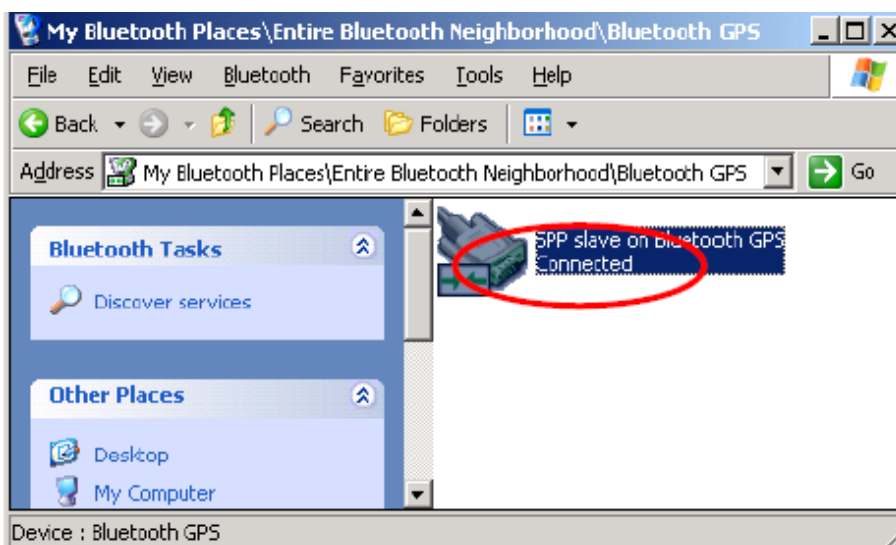 My Bluetooth Places\Entire Bluetooth Neighborhood\Bluetooth GPS
File Edit View Bluetooth Favorites Tools Help
Back Search Folders
Address My Bluetooth Places\Entire Bluetooth Neighborhood\Bluetooth GPS Go
Bluetooth Tasks
Discover services
Other Places
Desktop
My Computer
SPP slave on Bluetooth GPS
Connected
Device : Bluetooth GPS